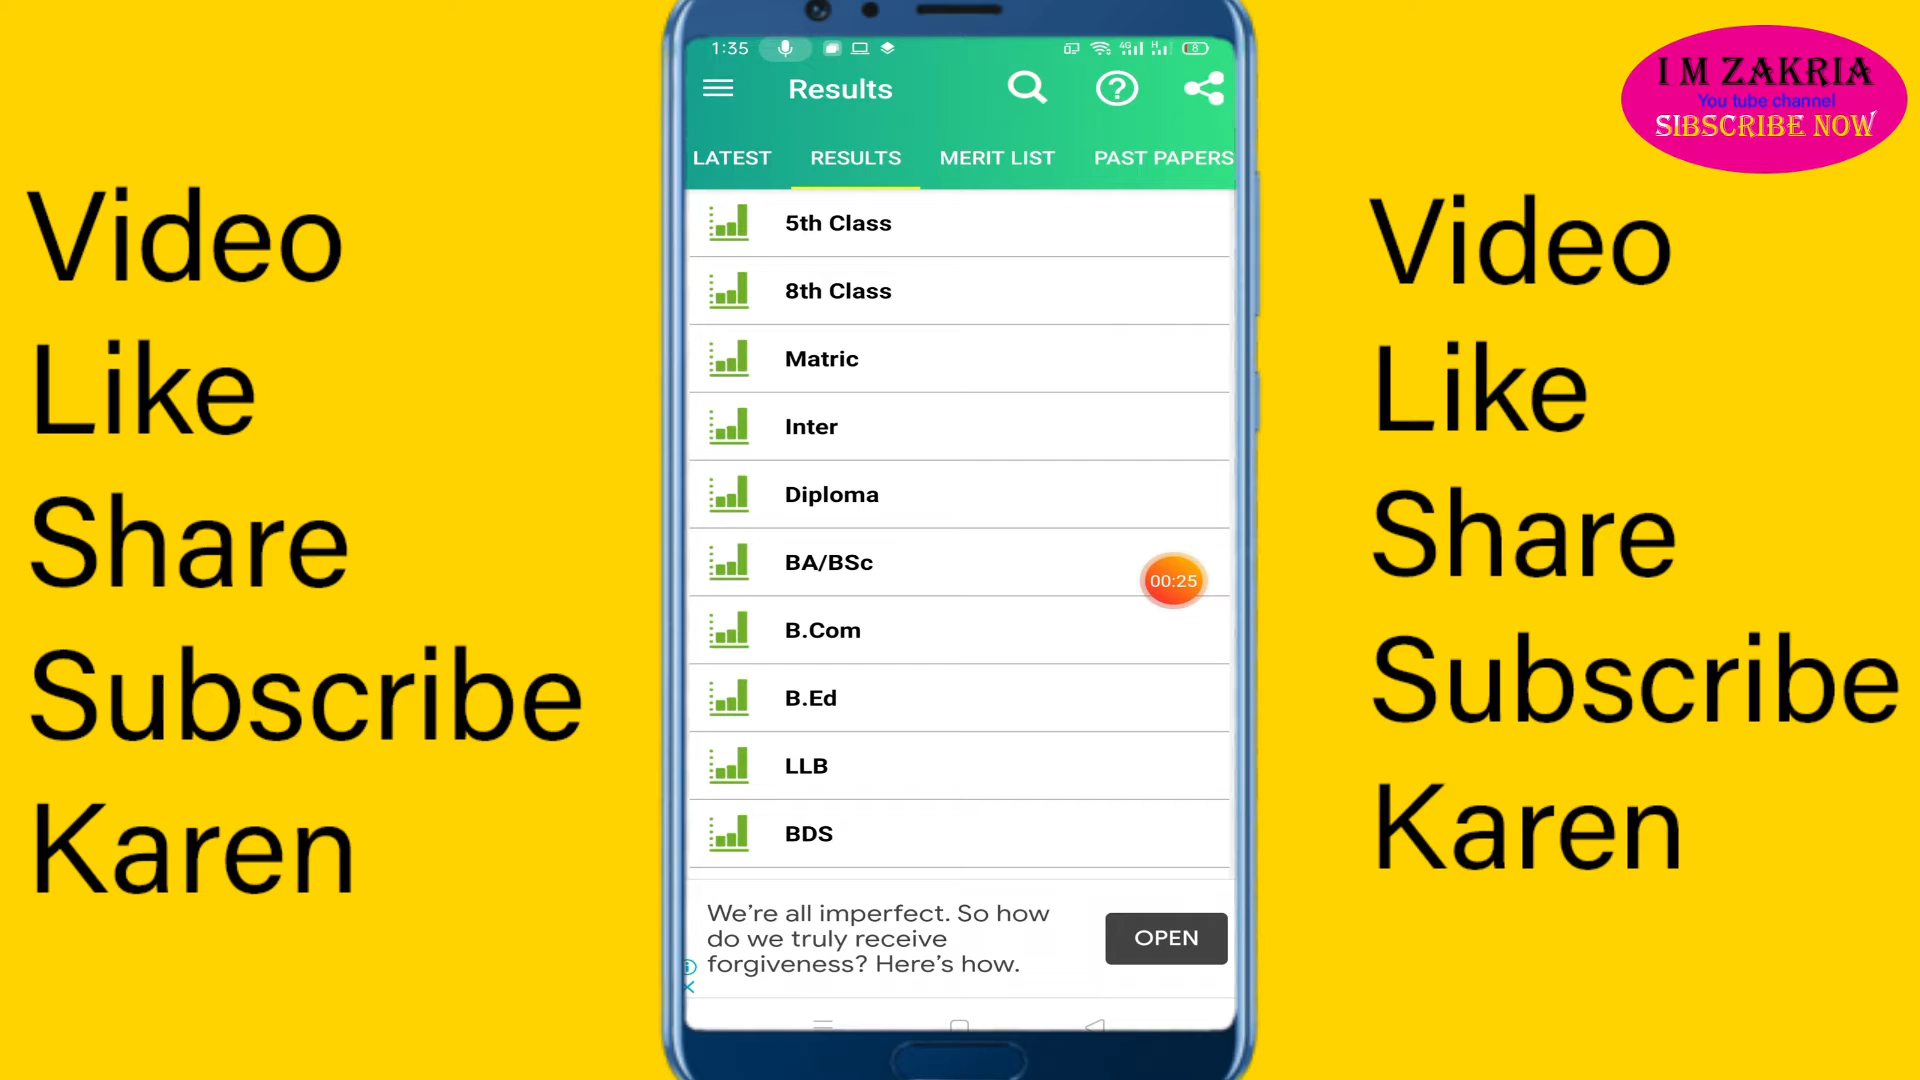 Video
Like
Share
Subscribe
Karen
1:35
4G
H
8
Results
LATEST
RESULTS
MERIT LIST
PAST PAPERS
5th Class
8th Class
Matric
Inter
Diploma
BA/BSc
00:25
B.Com
B.Ed
LLB
BDS
We're all imperfect. So how
do we truly receive
forgiveness? Here's how.
OPEN
I M ZAKRIA
You tube channel
SIBSCRIBE NOW
Video
Like
Share
Subscribe
Karen